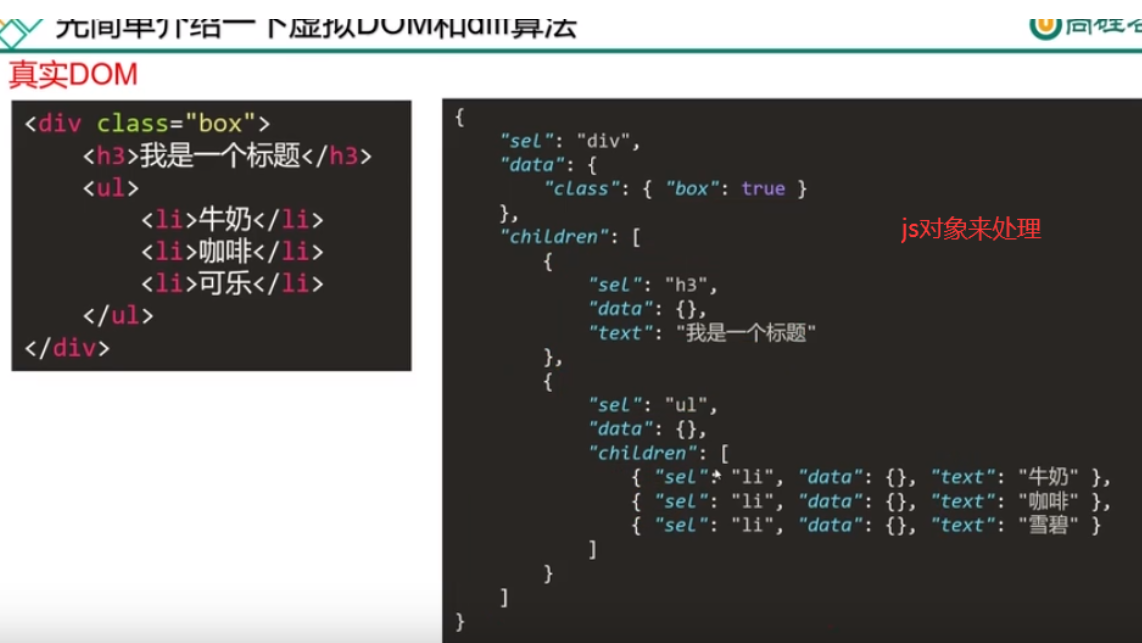 先简单介绍一下虚拟DOM和diff算法
尚硅谷
真实DOM
<div class="box">
<h3>我是一个标题</h3>
<ul>
<li>牛奶</li>
<li>咖啡</li>
<li>可乐</li>
</ul>
</div>
{
"sel": "div",
"data": {
"class": { "box": true }
},
"children": [
js对象来处理
{
"sel": "h3",
"data": {},
"text": "我是一个标题"
},
{
"sel": "ul",
"data": {},
"children": [
{ "sel": "li", "data": {}, "text": "牛奶" },
{ "sel": "li", "data": {}, "text": "咖啡" },
{ "sel": "li", "data": {}, "text": "雪碧" }
]
}
]
}